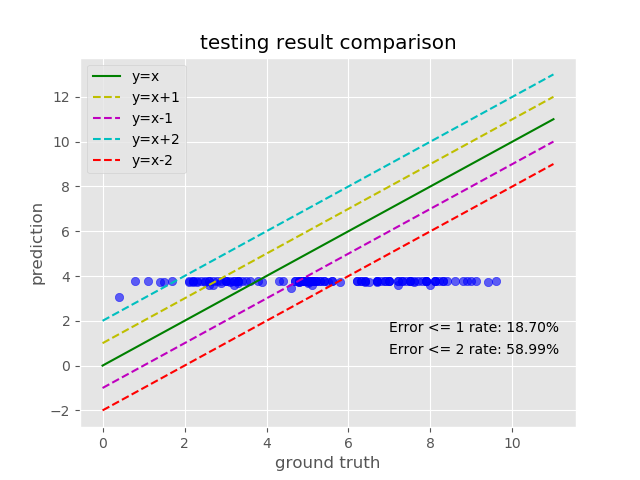 testing result comparison
y=x
y=x+1
y=x-1
y=x+2
y=x-2
12
10
8
6
4
2
0
−2
prediction
Error <= 1 rate: 18.70%
Error <= 2 rate: 58.99%
0 2 4 6 8 10
ground truth